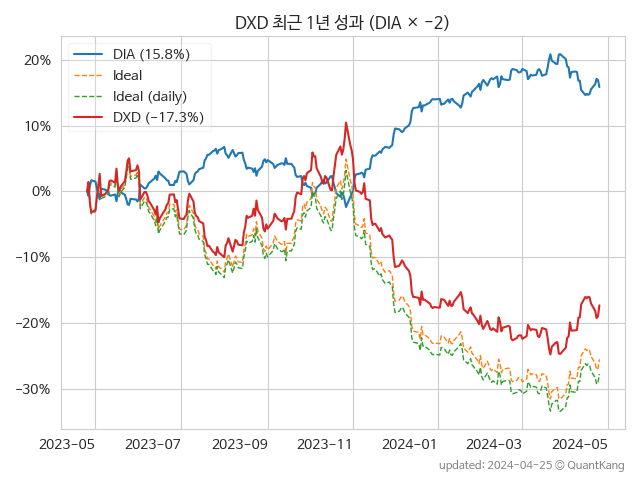 DXD 최근 1년 성과 (DIA × −2)
DIA (15.8%)
Ideal
Ideal (daily)
DXD (−17.3%)
20%
10%
0%
−10%
−20%
−30%
2023-05 2023-07 2023-09 2023-11 2024-01 2024-03 2024-05
updated: 2024-04-25 © QuantKang